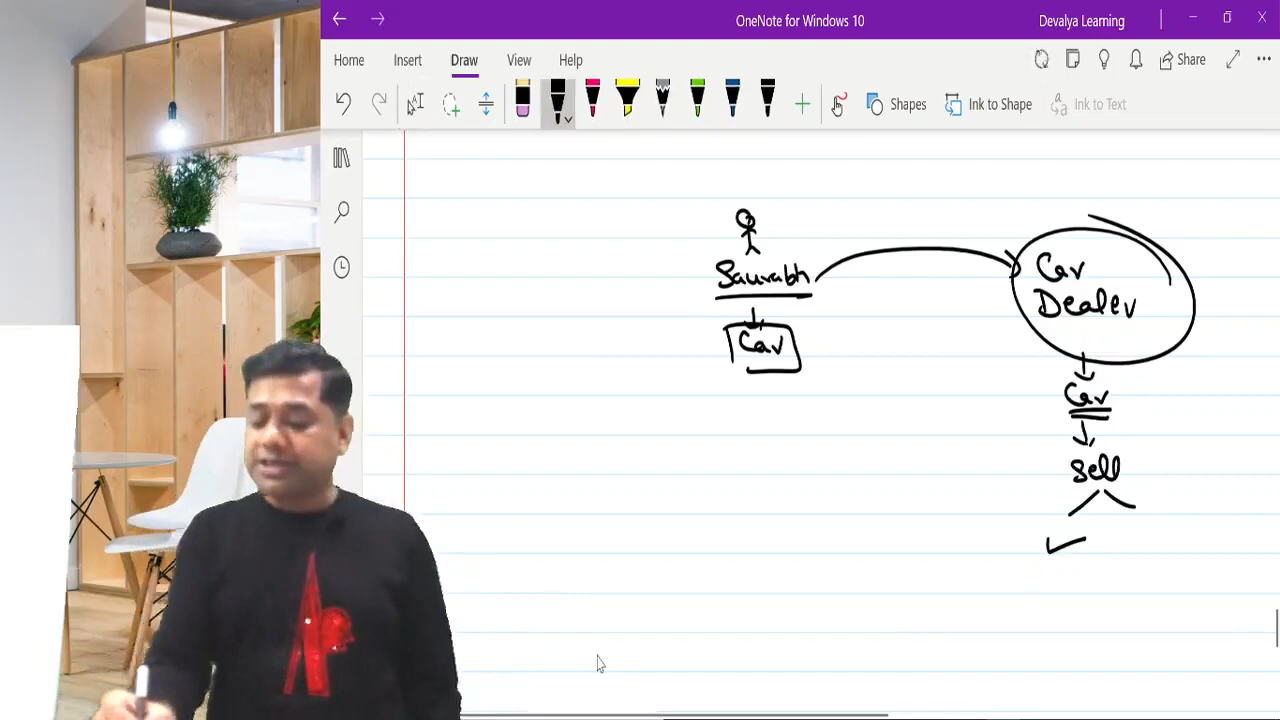 OneNote for Windows 10
Devalya Learning
Home
Insert
Draw
View
Help
Share
Shapes
Ink to Shape
Ink to Text
Saurabh
Car
Car
Dealer
Car
Sell